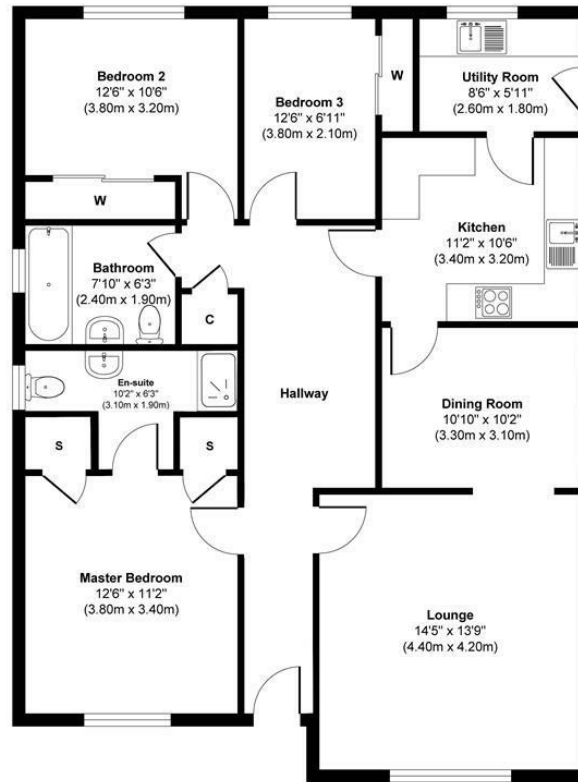 Bedroom 2
12'6" x 10'6"
(3.80m x 3.20m)
W
Bedroom 3
12'6" x 6'11"
(3.80m x 2.10m)
W
Utility Room
8'6" x 5'11"
(2.60m x 1.80m)
Kitchen
11'2" x 10'6"
(3.40m x 3.20m)
Bathroom
7'10" x 6'3"
(2.40m x 1.90m)
C
En-suite
10'2" x 6'3"
(3.10m x 1.90m)
S
S
Hallway
Dining Room
10'10" x 10'2"
(3.30m x 3.10m)
Master Bedroom
12'6" x 11'2"
(3.80m x 3.40m)
Lounge
14'5" x 13'9"
(4.40m x 4.20m)